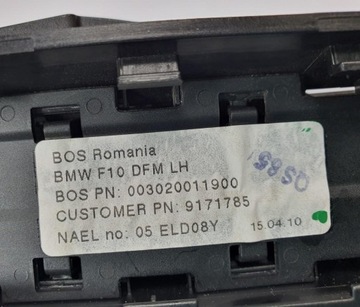 BOS Romania
BMW F10 DFM LH
BOS PN: 003020011900
CUSTOMER PN: 9171785
NAEL no: 05 ELD08Y 15.04.10
QS85